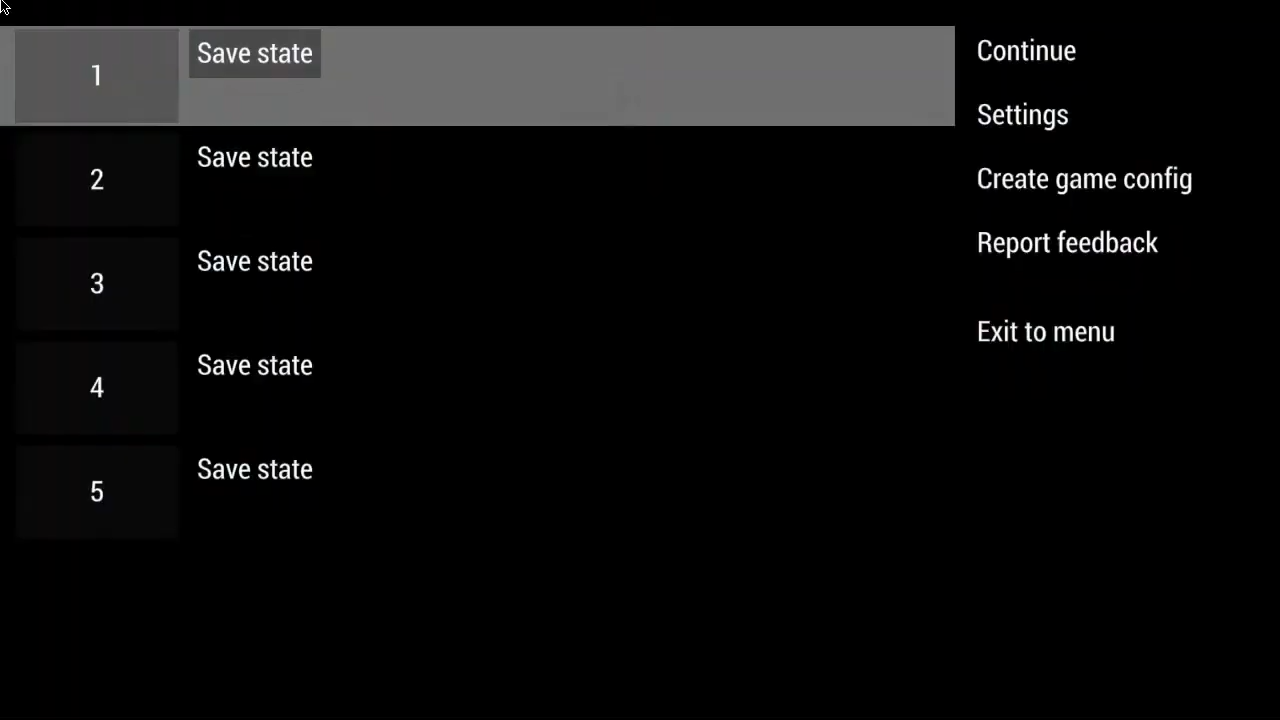 1 Save state
2 Save state
3 Save state
4 Save state
5 Save state
Continue
Settings
Create game config
Report feedback
Exit to menu